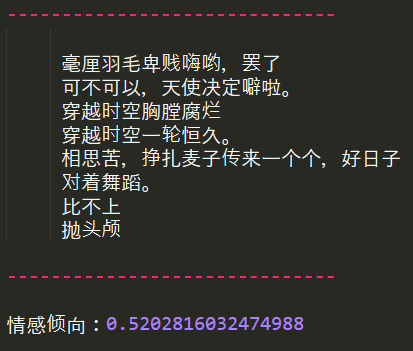 --------------------------------
毫厘羽毛卑贱嗨哟, 罢了
可不可以, 天使决定噼啦。
穿越时空胸膛腐烂
穿越时空一轮恒久。
相思苦, 挣扎麦子传来一个个, 好日子
对着舞蹈。
比不上
抛头颅
--------------------------------
情感倾向：0.5202816032474988